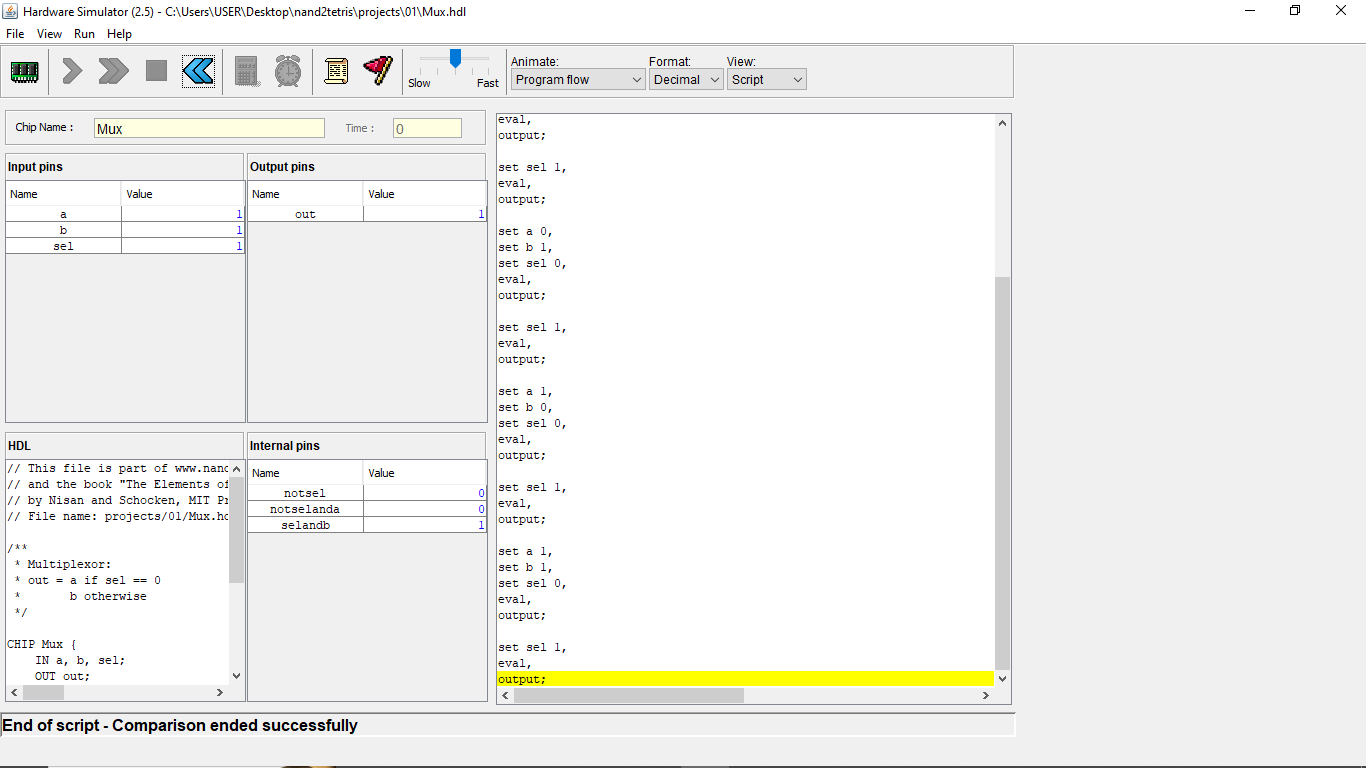 Hardware Simulator (2.5) - C:\Users\USER\Desktop\nand2tetris\projects\01\Mux.hdl
File View Run Help
Slow Fast
Animate: Format: View:
Program flow Decimal Script
Chip Name : Mux Time : 0
Input pins
Name Value
a 1
b 1
sel 1
Output pins
Name Value
out 1
HDL
// This file is part of www.nand
// and the book "The Elements of
// by Nisan and Schocken, MIT Pr
// File name: projects/01/Mux.hd
/**
* Multiplexor:
* out = a if sel == 0
* b otherwise
*/
CHIP Mux {
IN a, b, sel;
OUT out;
Internal pins
Name Value
notsel 0
notselanda 0
selandb 1
eval,
output;
set sel 1,
eval,
output;
set a 0,
set b 1,
set sel 0,
eval,
output;
set sel 1,
eval,
output;
set a 1,
set b 0,
set sel 0,
eval,
output;
set sel 1,
eval,
output;
set a 1,
set b 1,
set sel 0,
eval,
output;
set sel 1,
eval,
output;
End of script - Comparison ended successfully